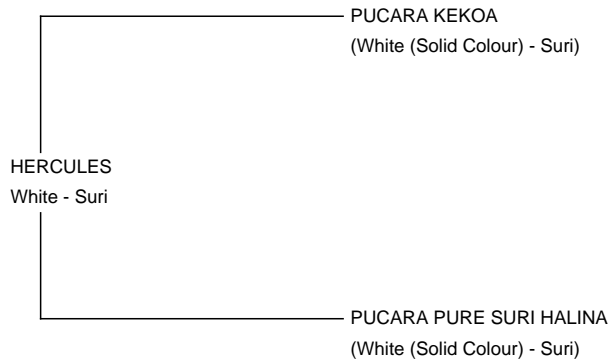 PUCARA KEKOA
(White (Solid Colour) - Suri)
HERCULES
White - Suri
PUCARA PURE SURI HALINA
(White (Solid Colour) - Suri)